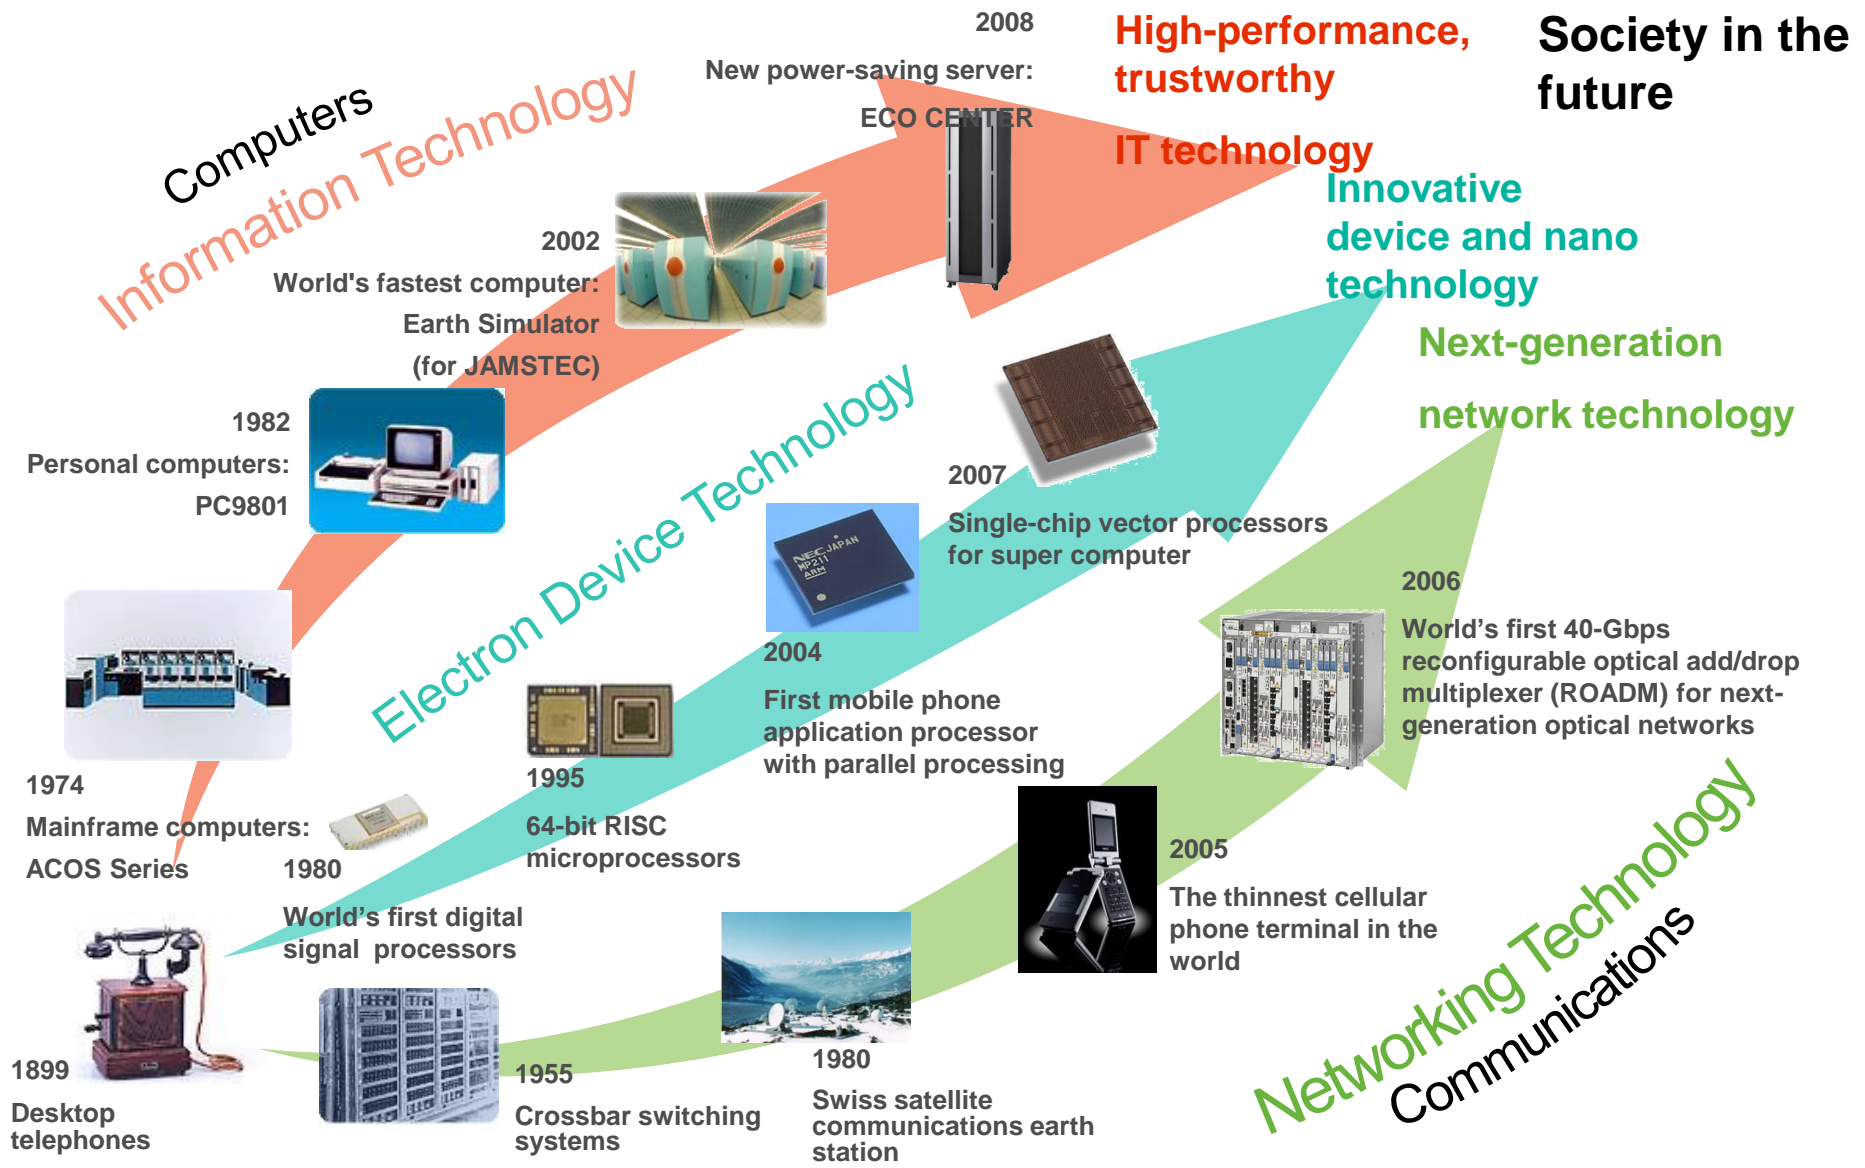 2008
New power-saving server:
ECO CENTER
High-performance,
trustworthy
IT technology
Society in the
future
Computers
Information Technology
Innovative
device and nano
technology
2002
World's fastest computer:
Earth Simulator
(for JAMSTEC)
Next-generation
network technology
1982
Personal computers:
PC9801
Electron Device Technology
2007
Single-chip vector processors
for super computer
NEC JAPAN
MP211
ARM
2004
First mobile phone
application processor
with parallel processing
2006
World’s first 40-Gbps
reconfigurable optical add/drop
multiplexer (ROADM) for next-
generation optical networks
1974
Mainframe computers:
ACOS Series
1995
64-bit RISC
microprocessors
1980
World’s first digital
signal processors
2005
The thinnest cellular
phone terminal in the
world
Networking Technology
Communications
1899
Desktop
telephones
1955
Crossbar switching
systems
1980
Swiss satellite
communications earth
station